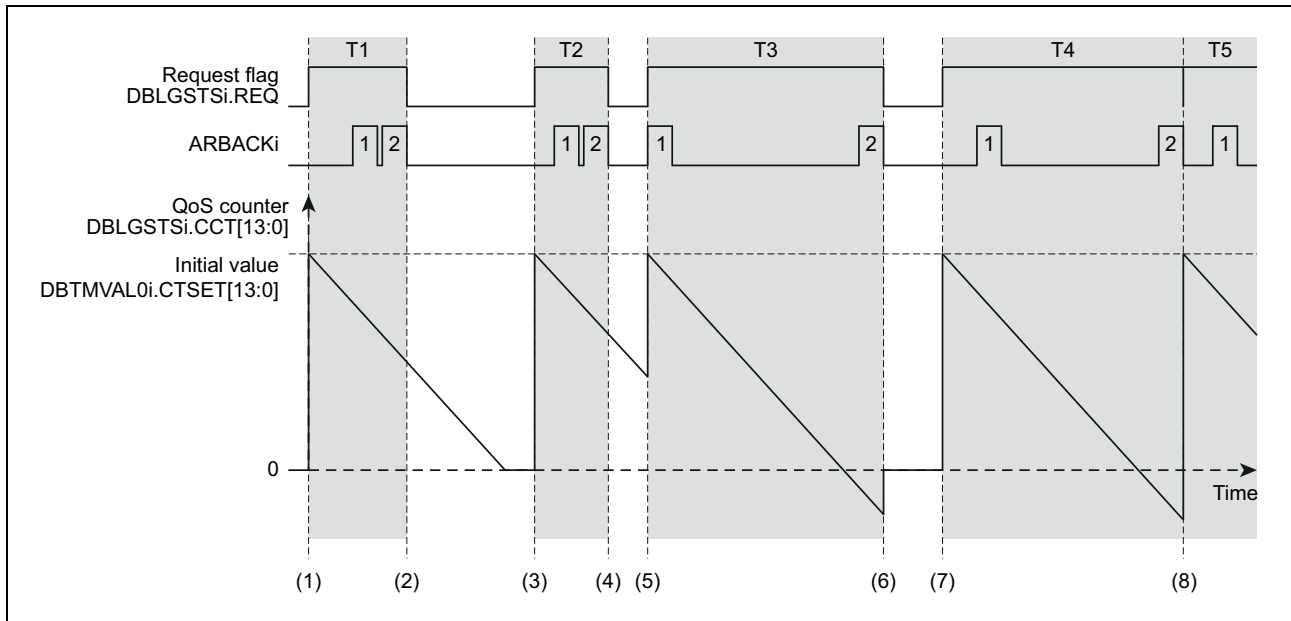 T1 T2 T3 T4 T5
Request flag
DBLGSTSi.REQ
ARBACKi
1 2 1 2 1 2 1 2 1
QoS counter
DBLGSTSi.CCT[13:0]
Initial value
DBTMVAL0i.CTSET[13:0]
0
Time
(1) (2) (3) (4) (5) (6) (7) (8)